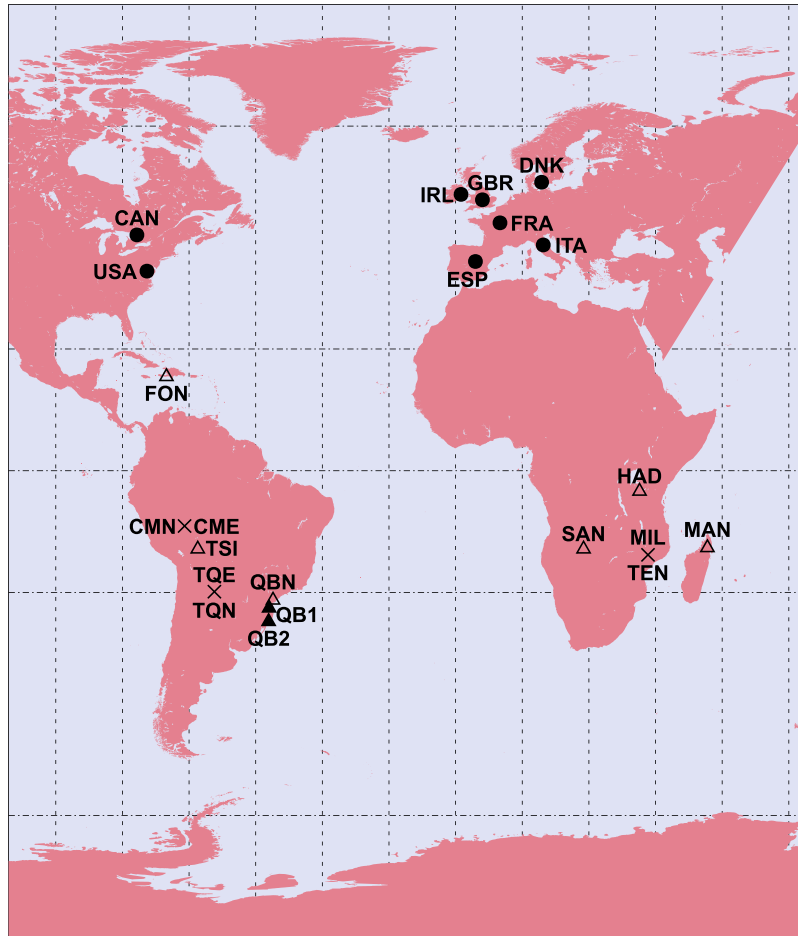 DNK
GBR
IRL
CAN
FRA
ITA
USA
ESP
FON
HAD
CMN CME
SAN
MIL
MAN
TSI
TEN
TQE
QBN
TQN
QB1
QB2